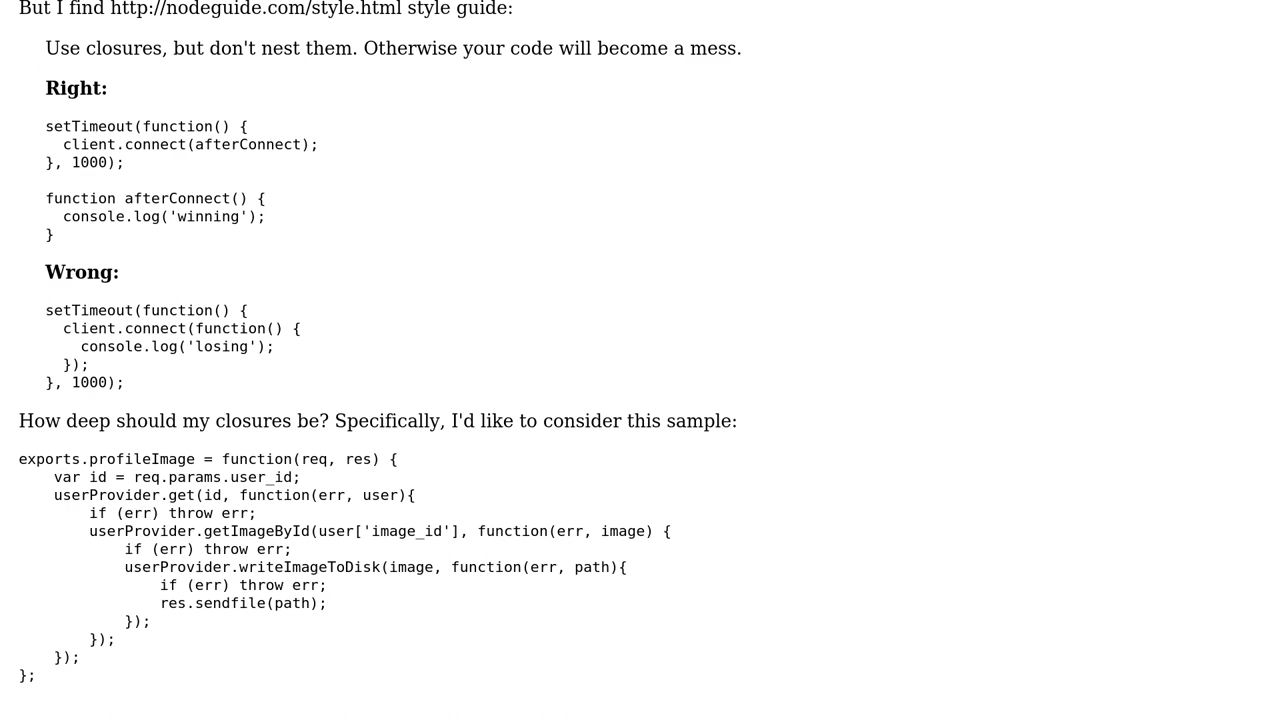 But I find http://nodeguide.com/style.html style guide:
Use closures, but don't nest them. Otherwise your code will become a mess.
Right:
setTimeout(function() {
  client.connect(afterConnect);
}, 1000);

function afterConnect() {
  console.log('winning');
}
Wrong:
setTimeout(function() {
  client.connect(function() {
    console.log('losing');
  });
}, 1000);
How deep should my closures be? Specifically, I'd like to consider this sample:
exports.profileImage = function(req, res) {
    var id = req.params.user_id;
    userProvider.get(id, function(err, user){
        if (err) throw err;
        userProvider.getImageById(user['image_id'], function(err, image) {
            if (err) throw err;
            userProvider.writeImageToDisk(image, function(err, path){
                if (err) throw err;
                res.sendfile(path);
            });
        });
    });
};